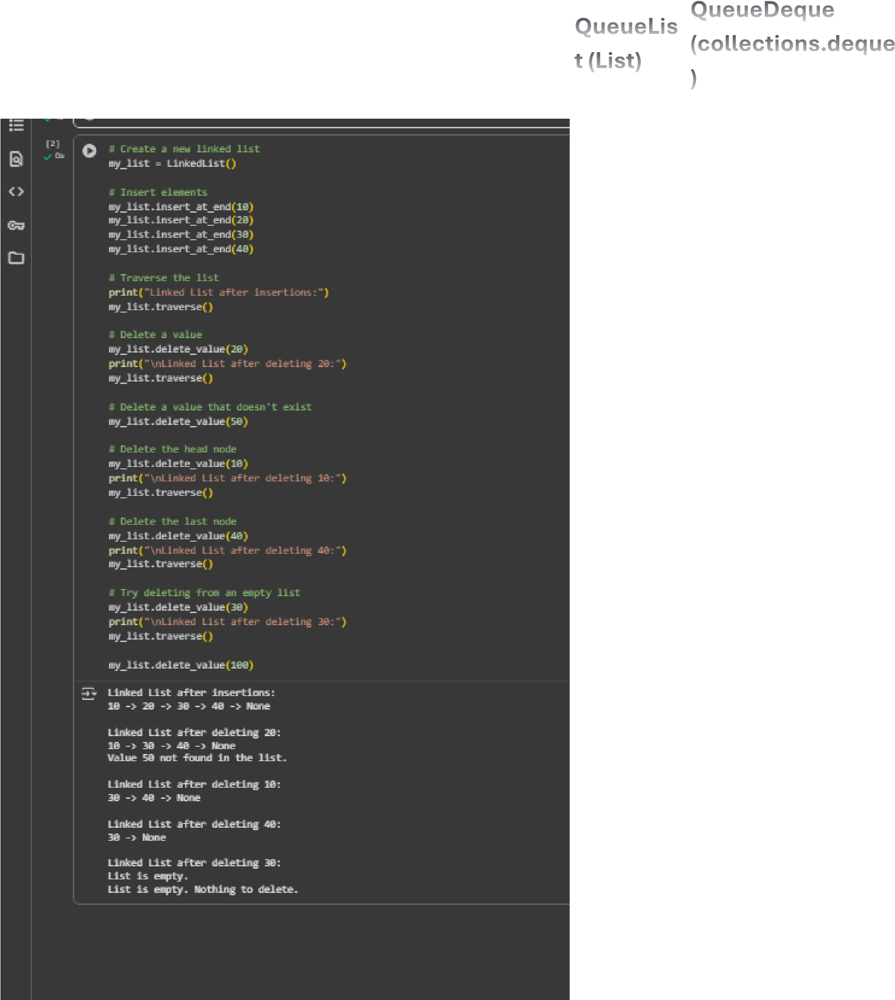 QueueLis
t (List)
QueueDeque
(collections.deque
)
[2]
0s
# Create a new linked list
my_list = LinkedList()
# Insert elements
my_list.insert_at_end(10)
my_list.insert_at_end(20)
my_list.insert_at_end(30)
my_list.insert_at_end(40)
# Traverse the list
print("Linked List after insertions:")
my_list.traverse()
# Delete a value
my_list.delete_value(20)
print("\nLinked List after deleting 20:")
my_list.traverse()
# Delete a value that doesn't exist
my_list.delete_value(50)
# Delete the head node
my_list.delete_value(10)
print("\nLinked List after deleting 10:")
my_list.traverse()
# Delete the last node
my_list.delete_value(40)
print("\nLinked List after deleting 40:")
my_list.traverse()
# Try deleting from an empty list
my_list.delete_value(30)
print("\nLinked List after deleting 30:")
my_list.traverse()
my_list.delete_value(100)
Linked List after insertions:
10 -> 20 -> 30 -> 40 -> None
Linked List after deleting 20:
10 -> 30 -> 40 -> None
Value 50 not found in the list.
Linked List after deleting 10:
30 -> 40 -> None
Linked List after deleting 40:
30 -> None
Linked List after deleting 30:
List is empty.
List is empty. Nothing to delete.